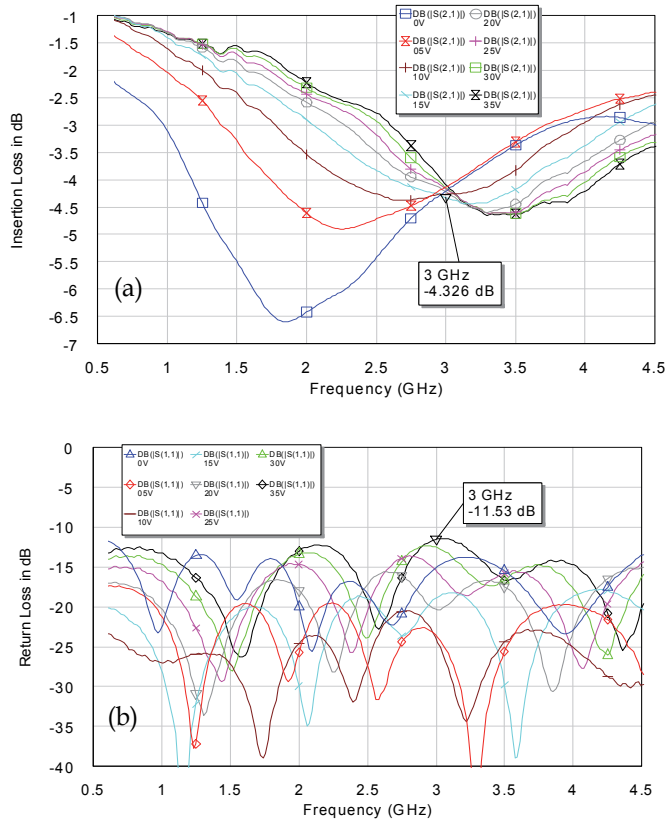 -1
-1.5
-2
-2.5
-3
-3.5
-4
-4.5
-5
-5.5
-6
-6.5
-7
Insertion Loss in dB
DB(|S(2,1)|)
0V
DB(|S(2,1)|)
20V
DB(|S(2,1)|)
05V
DB(|S(2,1)|)
25V
DB(|S(2,1)|)
10V
DB(|S(2,1)|)
30V
DB(|S(2,1)|)
15V
DB(|S(2,1)|)
35V
3 GHz
-4.326 dB
(a)
0.5 1 1.5 2 2.5 3 3.5 4 4.5
Frequency (GHz)
0
-5
-10
-15
-20
-25
-30
-35
-40
Return Loss in dB
DB(|S(1,1)|)
0V
DB(|S(1,1)|)
15V
DB(|S(1,1)|)
30V
DB(|S(1,1)|)
05V
DB(|S(1,1)|)
20V
DB(|S(1,1)|)
35V
DB(|S(1,1)|)
10V
DB(|S(1,1)|)
25V
3 GHz
-11.53 dB
(b)
0.5 1 1.5 2 2.5 3 3.5 4 4.5
Frequency (GHz)